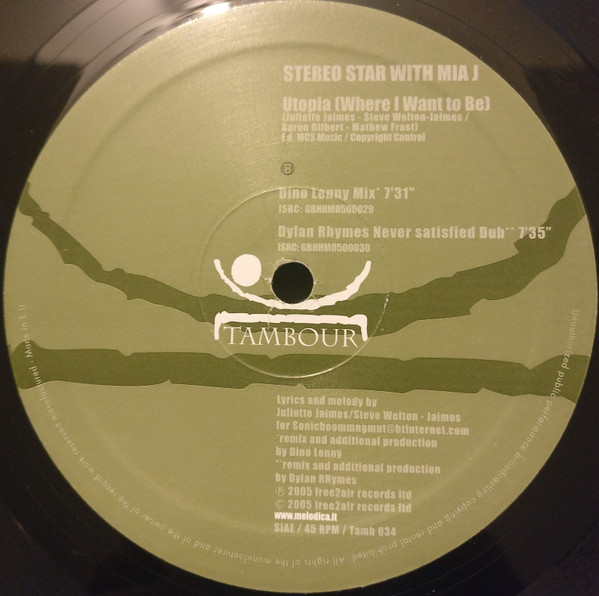 STEREO STAR WITH MIA J
Utopia (Where I Want to Be)
(Juliette Jaimes - Steve Welton-Jaimes /
Aaron Gilbert - Mathew Frost)
Ed. MCS Music / Copyright Control
B
Dino Lenny Mix* 7'31"
ISRC: GBHHM0500029
Dylan Rhymes Never satisfied Dub** 7'35"
ISRC: GBHHM0500030
TAMBOUR
Lyrics and melody by
Juliette Jaimes/Steve Welton - Jaimes
for Sonicboommngmnt@btinternet.com
*remix and additional production
by Dino Lenny
**remix and additional production
by Dylan RHymes
℗ 2005 free2air records ltd
© 2005 free2air records ltd
www.melodica.it
SIAE / 45 RPM / Tamb 034
Unauthorized public performance broadcasting copying and rental prohibited. All rights of the manufacturer and of the owner of the record work reserved manufactured. Made in E.U